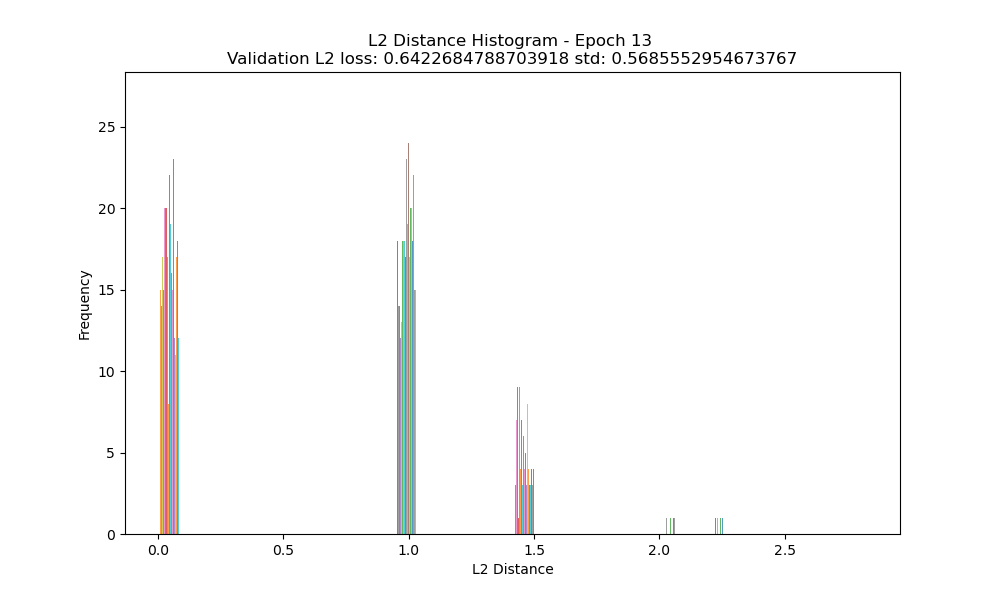 L2 Distance Histogram - Epoch 13
Validation L2 loss: 0.6422684788703918 std: 0.5685552954673767
25
20
15
10
5
0
Frequency
0.0 0.5 1.0 1.5 2.0 2.5
L2 Distance